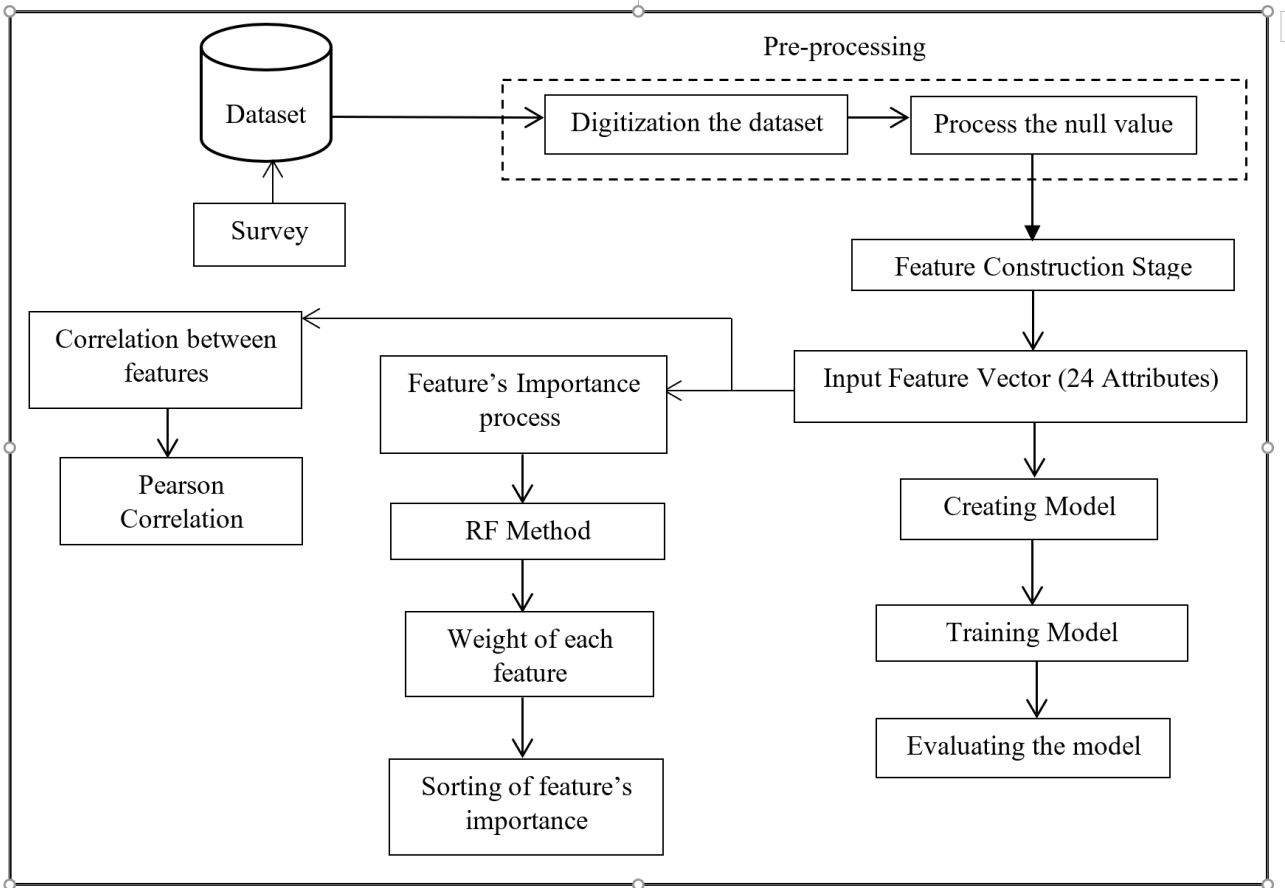 Pre-processing
Dataset
Digitization the dataset
Process the null value
Survey
Feature Construction Stage
Correlation between
features
Feature’s Importance
process
Input Feature Vector (24 Attributes)
Pearson
Correlation
RF Method
Creating Model
Weight of each
feature
Training Model
Sorting of feature’s
importance
Evaluating the model